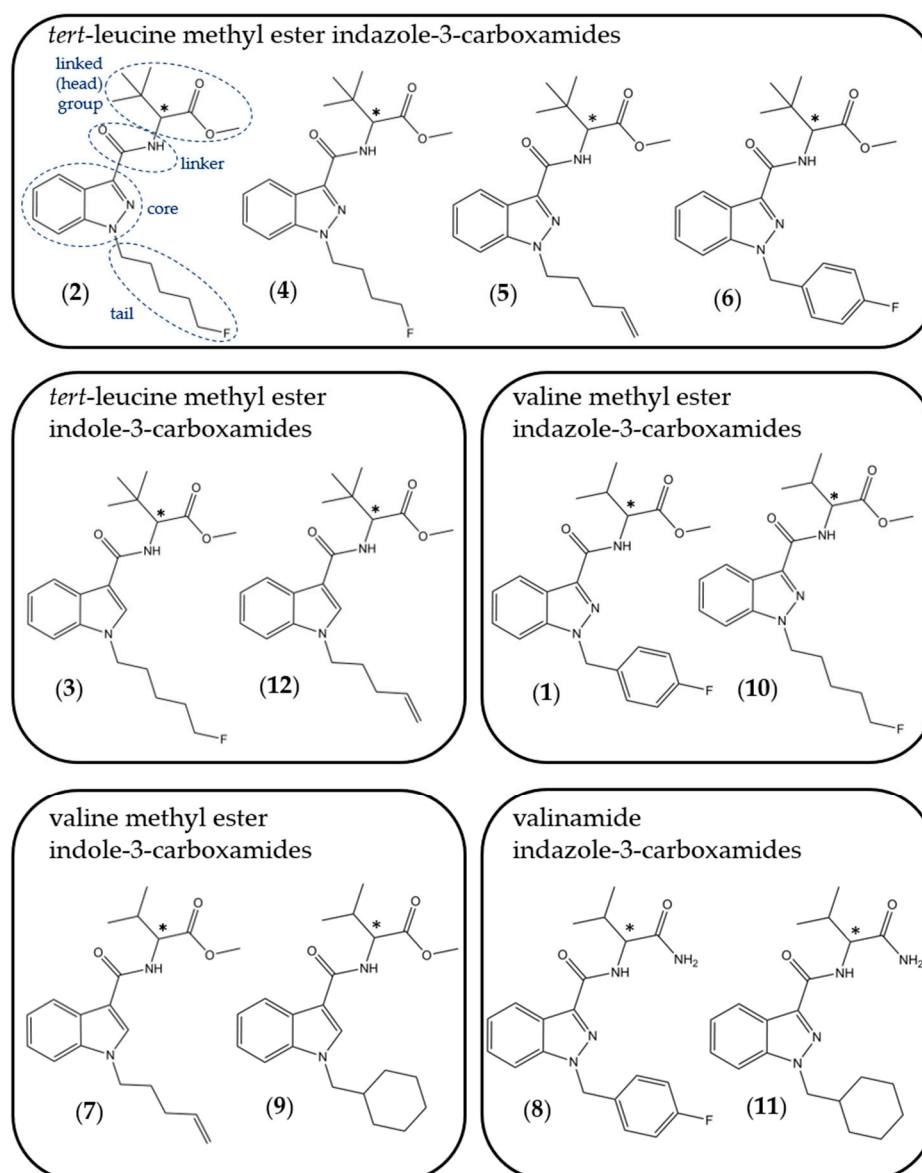 tert-leucine methyl ester indazole-3-carboxamides
linked
(head)
group
* O
O
O
NH
linker
core
N
N
tail
F
(2)
O
*
O
O
NH
N
N
F
(4)
O
*
O
O
NH
N
N
(5)
O
*
O
O
NH
N
N
F
(6)
tert-leucine methyl ester
indole-3-carboxamides
O
*
O
O
NH
N
F
(3)
O
*
O
O
NH
N
(12)
valine methyl ester
indazole-3-carboxamides
O
*
O
O
NH
N
N
F
(1)
O
*
O
O
NH
N
N
F
(10)
valine methyl ester
indole-3-carboxamides
O
*
O
O
NH
N
(7)
O
*
O
O
NH
N
(9)
valinamide
indazole-3-carboxamides
O
*
NH2
O
NH
N
N
F
(8)
O
*
NH2
O
NH
N
N
(11)